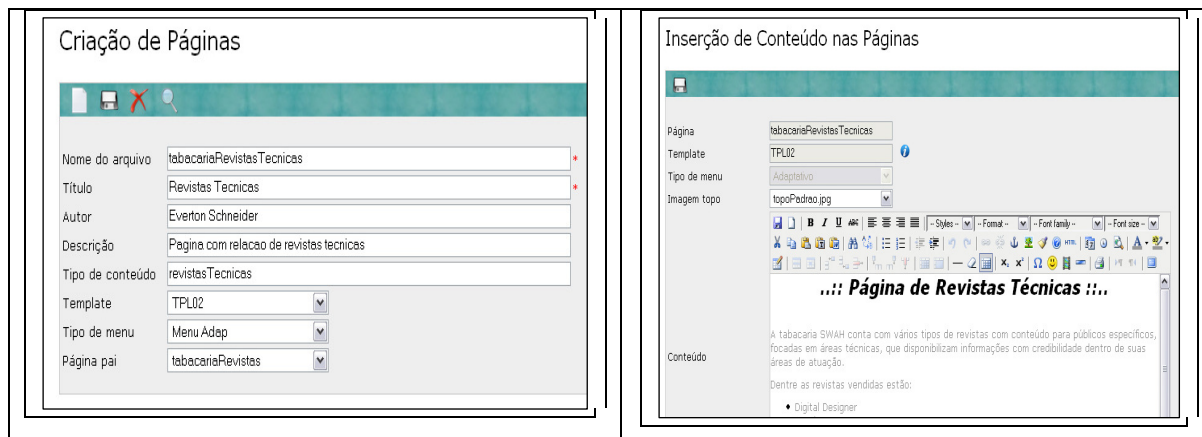 Criação de Páginas
Nome do arquivo tabacariaRevistasTecnicas *
Título Revistas Tecnicas *
Autor Everton Schneider
Descrição Pagina com relacao de revistas tecnicas
Tipo de conteúdo revistasTecnicas
Template TPL02
Tipo de menu Menu Adap
Página pai tabacariaRevistas
Inserção de Conteúdo nas Páginas
Página tabacariaRevistasTecnicas
Template TPL02
Tipo de menu Adaptativo
Imagem topo topoPadrao.jpg
B I U ABC -- Styles -- -- Format -- -- Font family -- -- Font size --
HTML
..:: Página de Revistas Técnicas ::..
A tabacaria SWAH conta com vários tipos de revistas com conteúdo para públicos específicos,
focadas em áreas técnicas, que disponibilizam informações com credibilidade dentro de suas
áreas de atuação.
Conteúdo
Dentre as revistas vendidas estão:
• Digital Designer